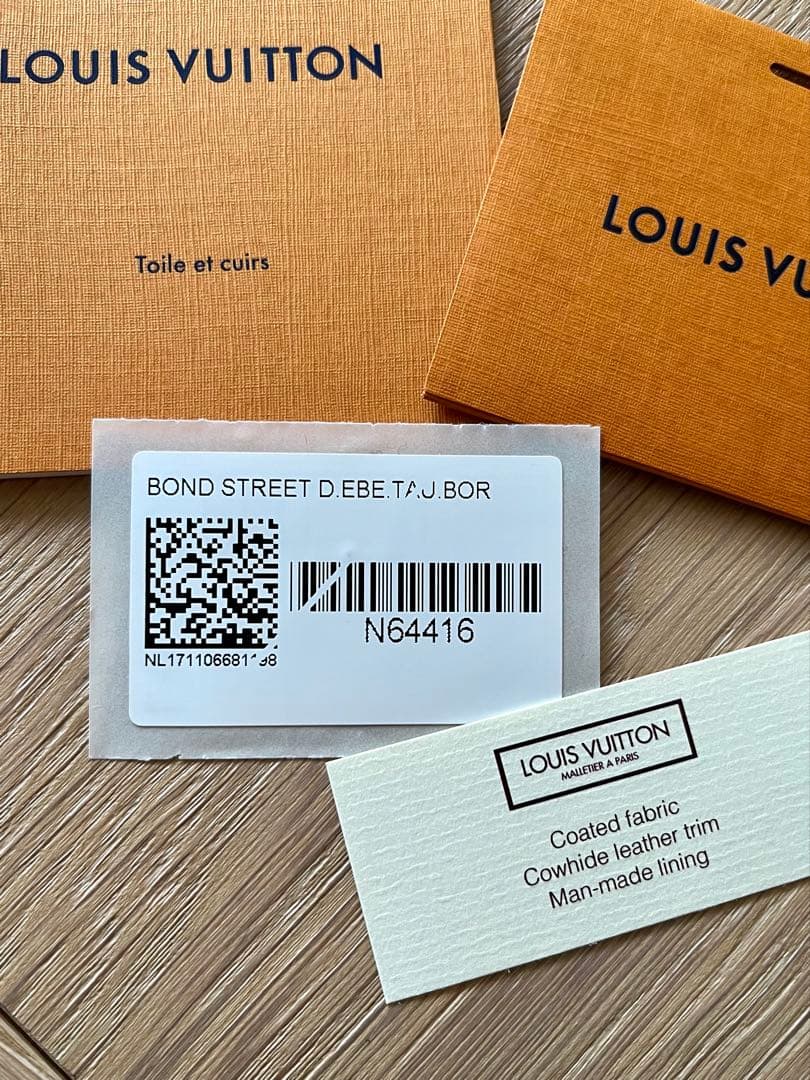 LOUIS VUITTON
Toile et cuirs
LOUIS VU
BOND STREET D.EBE.TAJ.BOR
N64416
LOUIS VUITTON
MALLETIER A PARIS
Coated fabric
Cowhide leather trim
Man-made lining